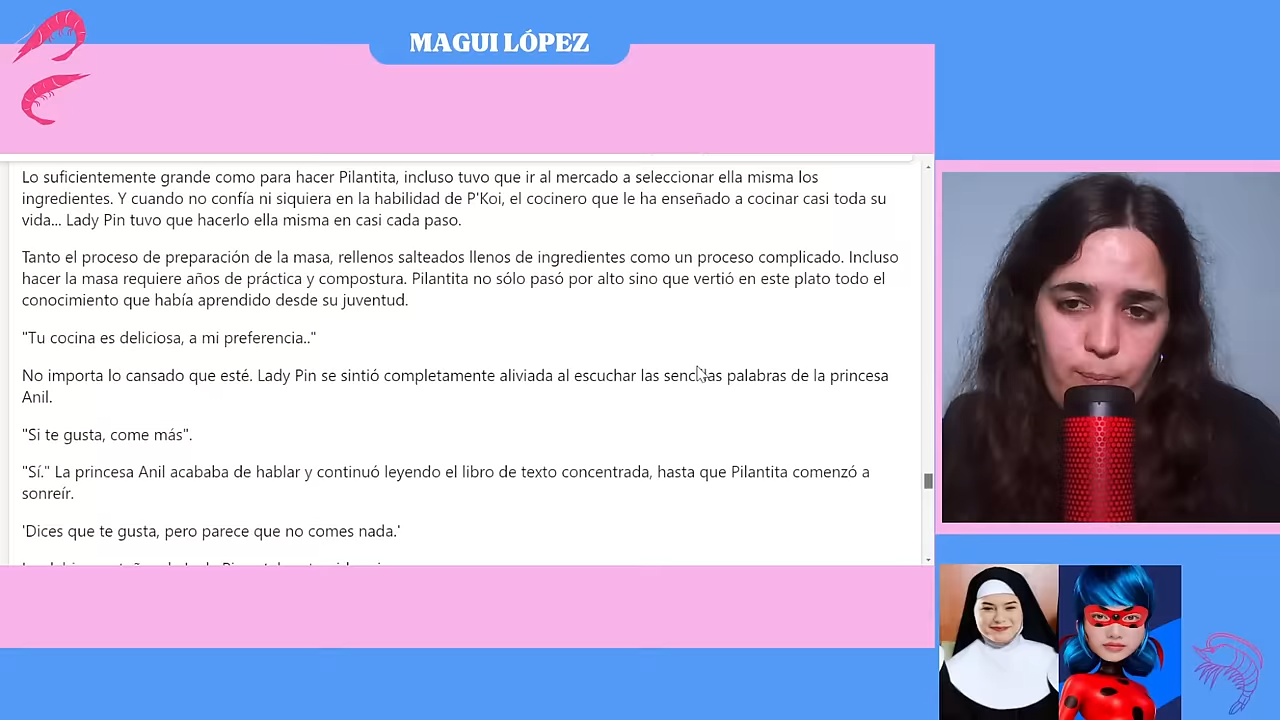 MAGUI LÓPEZ
Lo suficientemente grande como para hacer Pilantita, incluso tuvo que ir al mercado a seleccionar ella misma los
ingredientes. Y cuando no confía ni siquiera en la habilidad de P'Koi, el cocinero que le ha enseñado a cocinar casi toda su
vida... Lady Pin tuvo que hacerlo ella misma en casi cada paso.
Tanto el proceso de preparación de la masa, rellenos salteados llenos de ingredientes como un proceso complicado. Incluso
hacer la masa requiere años de práctica y compostura. Pilantita no sólo pasó por alto sino que vertió en este plato todo el
conocimiento que había aprendido desde su juventud.
"Tu cocina es deliciosa, a mi preferencia.."
No importa lo cansado que esté. Lady Pin se sintió completamente aliviada al escuchar las sencillas palabras de la princesa
Anil.
"Si te gusta, come más".
"Sí." La princesa Anil acababa de hablar y continuó leyendo el libro de texto concentrada, hasta que Pilantita comenzó a
sonreír.
'Dices que te gusta, pero parece que no comes nada.'